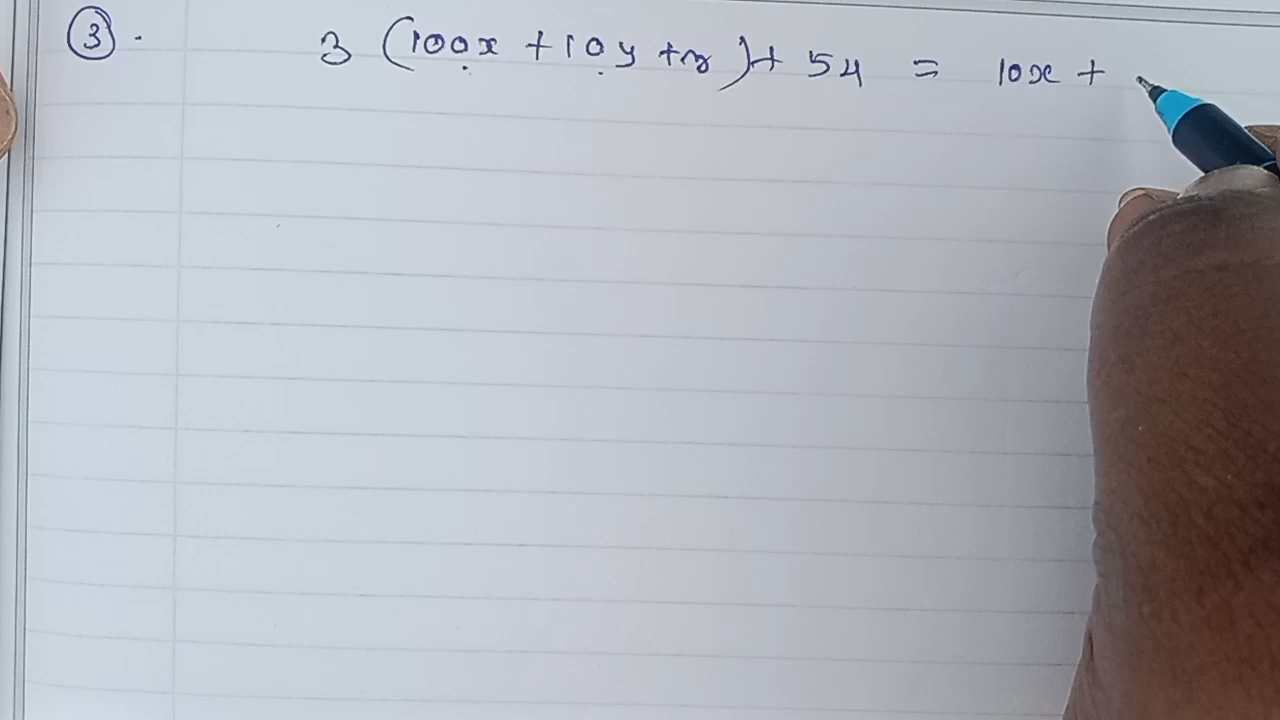 ③. 3 (100x + 10y + z) + 54 = 10x +